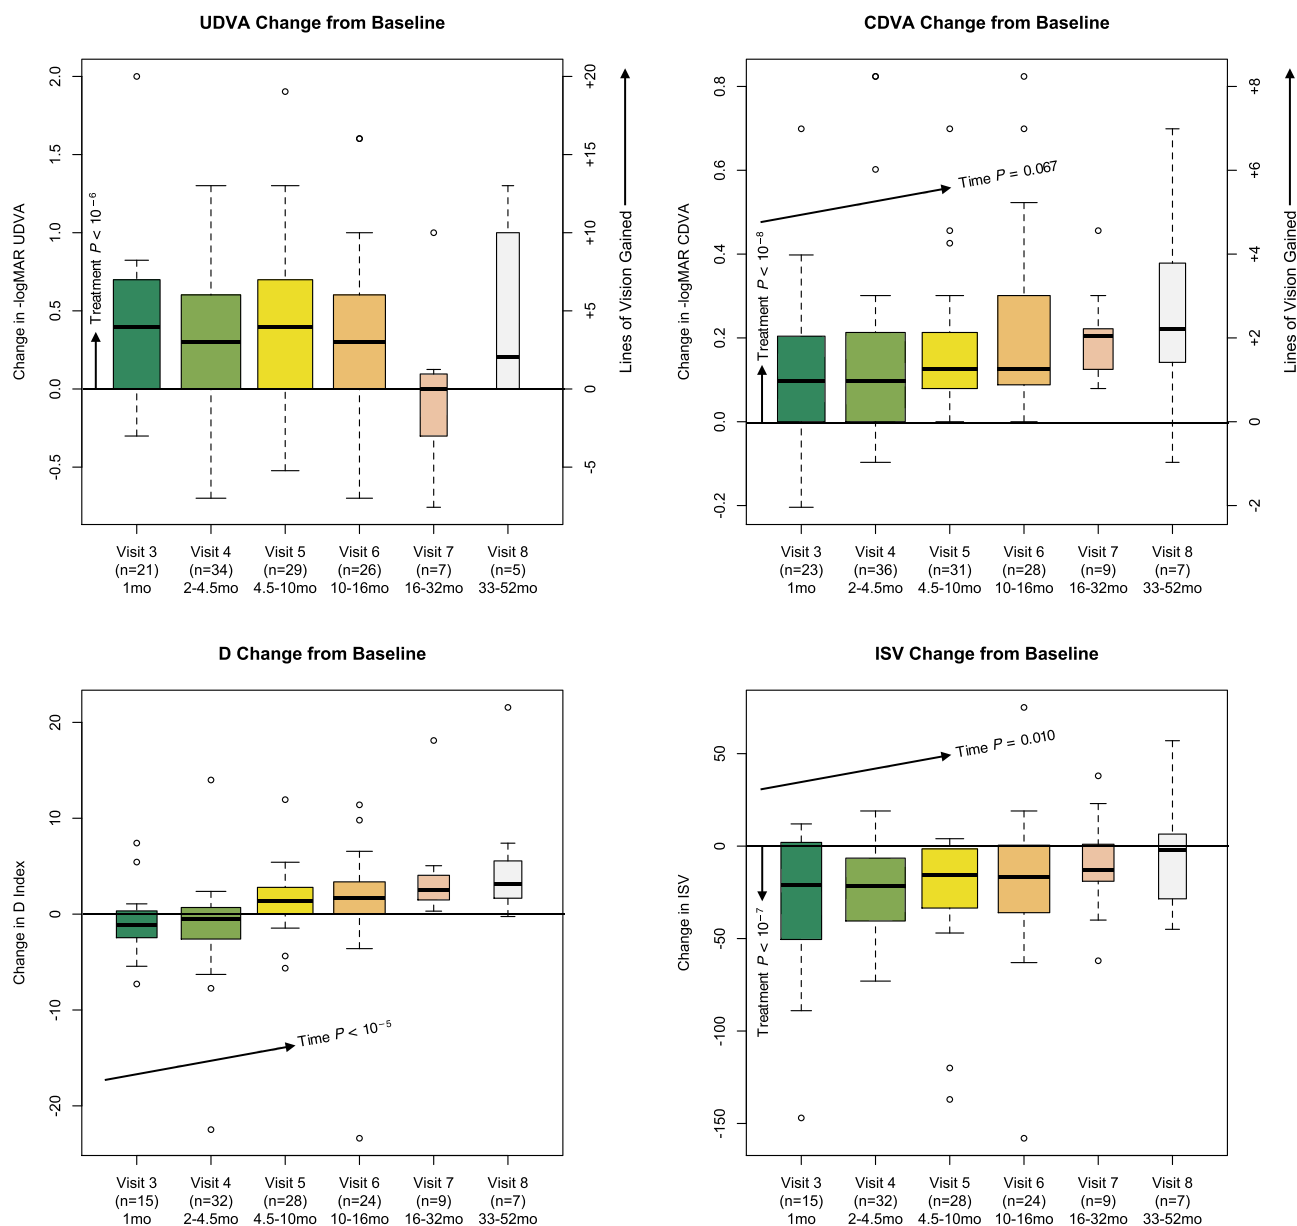 UDVA Change from Baseline
Change in -logMAR UDVA
2.0
1.5
1.0
0.5
0.0
-0.5
Treatment P < 10⁻⁶
+20
+15
+10
+5
0
-5
Lines of Vision Gained
Visit 3 Visit 4 Visit 5 Visit 6 Visit 7 Visit 8
(n=21) (n=34) (n=29) (n=26) (n=7) (n=5)
1mo 2-4.5mo 4.5-10mo 10-16mo 16-32mo 33-52mo
CDVA Change from Baseline
Change in -logMAR CDVA
0.8
0.6
0.4
0.2
0.0
-0.2
Treatment P < 10⁻⁸
Time P = 0.067
+8
+6
+4
+2
0
-2
Lines of Vision Gained
Visit 3 Visit 4 Visit 5 Visit 6 Visit 7 Visit 8
(n=23) (n=36) (n=31) (n=28) (n=9) (n=7)
1mo 2-4.5mo 4.5-10mo 10-16mo 16-32mo 33-52mo
D Change from Baseline
Change in D Index
20
10
0
-10
-20
Time P < 10⁻⁵
Visit 3 Visit 4 Visit 5 Visit 6 Visit 7 Visit 8
(n=15) (n=32) (n=28) (n=24) (n=9) (n=7)
1mo 2-4.5mo 4.5-10mo 10-16mo 16-32mo 33-52mo
ISV Change from Baseline
Change in ISV
50
0
-50
-100
-150
Time P = 0.010
Treatment P < 10⁻⁷
Visit 3 Visit 4 Visit 5 Visit 6 Visit 7 Visit 8
(n=15) (n=32) (n=28) (n=24) (n=9) (n=7)
1mo 2-4.5mo 4.5-10mo 10-16mo 16-32mo 33-52mo